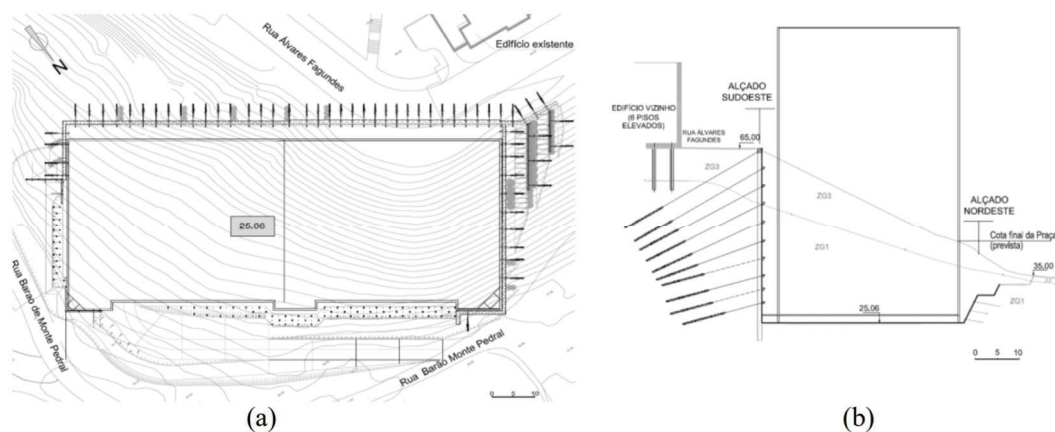 N
Rua Álvares Fagundes
Edifício existente
25.06
Rua Barão de Monte Pedral
Rua Barão Monte Pedral
0 5 10
(a)
EDIFÍCIO VIZINHO
(6 PISOS
ELEVADOS)
RUA ÁLVARES
FAGUNDES
ALÇADO
SUDOESTE
65,00
ZG3
ZG3
ZG1
ALÇADO
NORDESTE
Cota final da Praça
(prevista)
35,00
ZG1
25,06
0 5 10
(b)